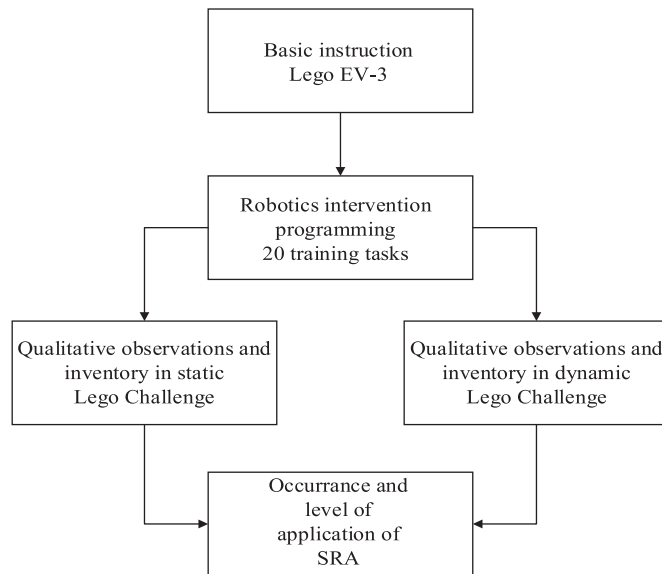 Basic instruction
Lego EV-3
Robotics intervention
programming
20 training tasks
Qualitative observations and
inventory in static
Lego Challenge
Qualitative observations and
inventory in dynamic
Lego Challenge
Occurrance and
level of
application of
SRA